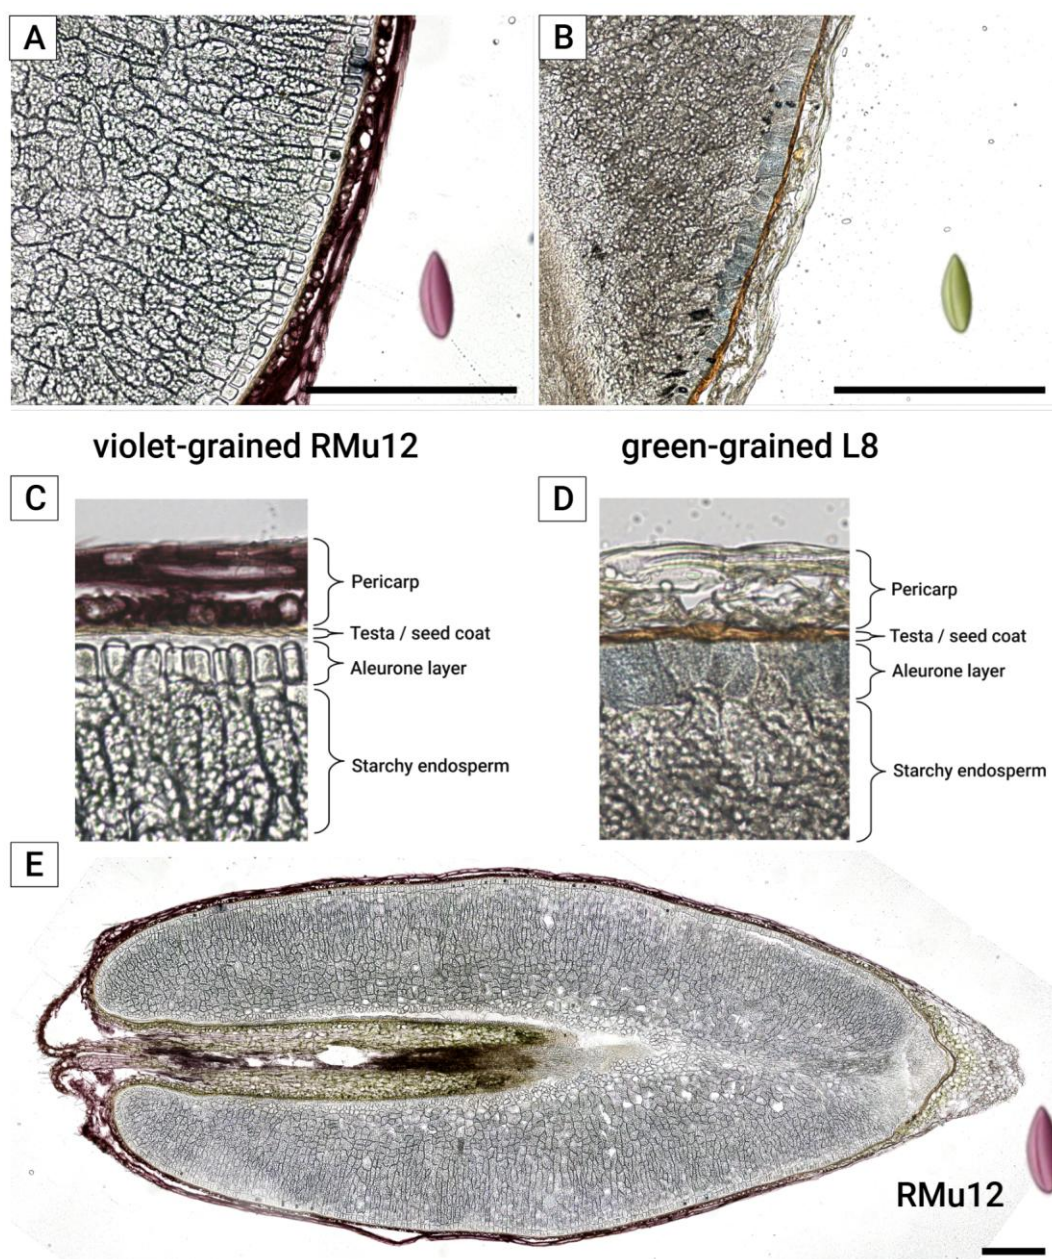 A
B
violet-grained RMu12
green-grained L8
C
D
Pericarp
Testa / seed coat
Aleurone layer
Starchy endosperm
Pericarp
Testa / seed coat
Aleurone layer
Starchy endosperm
E
RMu12